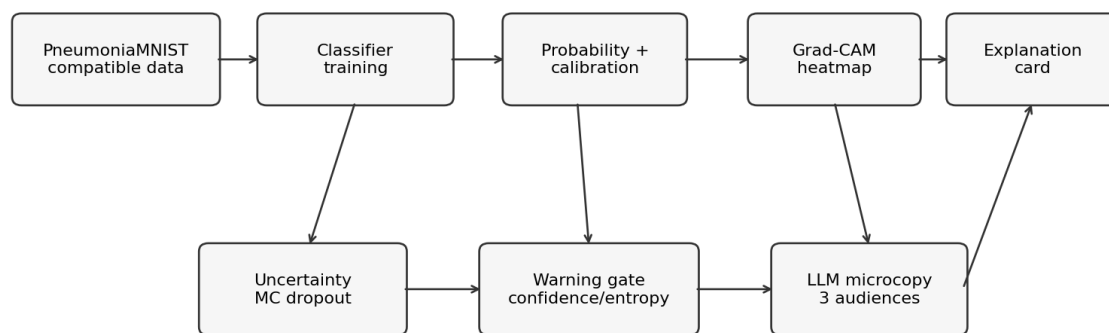 PneumoniaMNIST
compatible data
Classifier
training
Probability +
calibration
Grad-CAM
heatmap
Explanation
card
Uncertainty
MC dropout
Warning gate
confidence/entropy
LLM microcopy
3 audiences